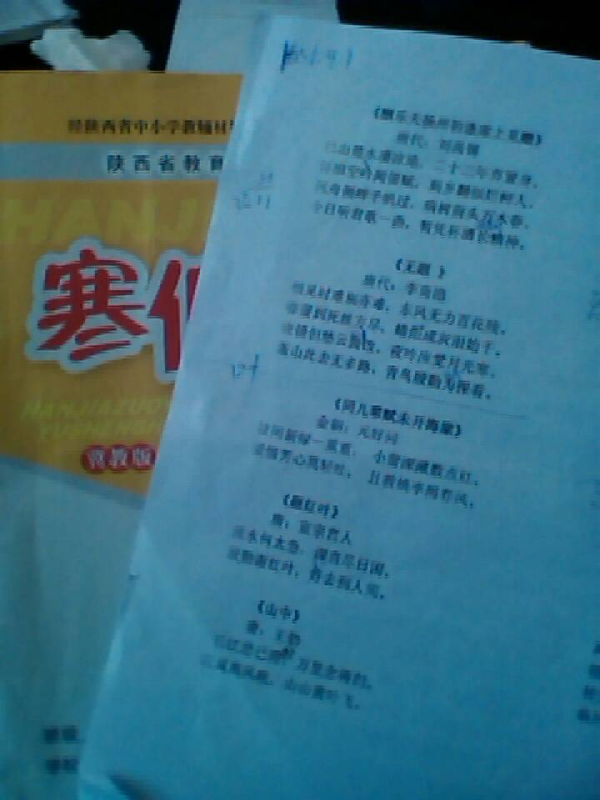 经陕西省中小学教辅材
陕西省教育
HANJIA
寒假
冀教版
《酬乐天扬州初逢席上见赠》
唐代：刘禹锡
巴山楚水凄凉地，二十三年弃置身。
怀旧空吟闻笛赋，到乡翻似烂柯人。
沉舟侧畔千帆过，病树前头万木春。
今日听君歌一曲，暂凭杯酒长精神。
《无题》
唐代：李商隐
相见时难别亦难，东风无力百花残。
春蚕到死丝方尽，蜡炬成灰泪始干。
晓镜但愁云鬓改，夜吟应觉月光寒。
蓬山此去无多路，青鸟殷勤为探看。
《同儿辈赋未开海棠》
金朝：元好问
枝间新绿一重重，小蕾深藏数点红。
爱惜芳心莫轻吐，且教桃李闹春风。
《题红叶》
唐：宣宗宫人
流水何太急，深宫尽日闲。
殷勤谢红叶，好去到人间。
《山中》
唐：王勃
长江悲已滞，万里念将归。
况属高风晚，山山黄叶飞。